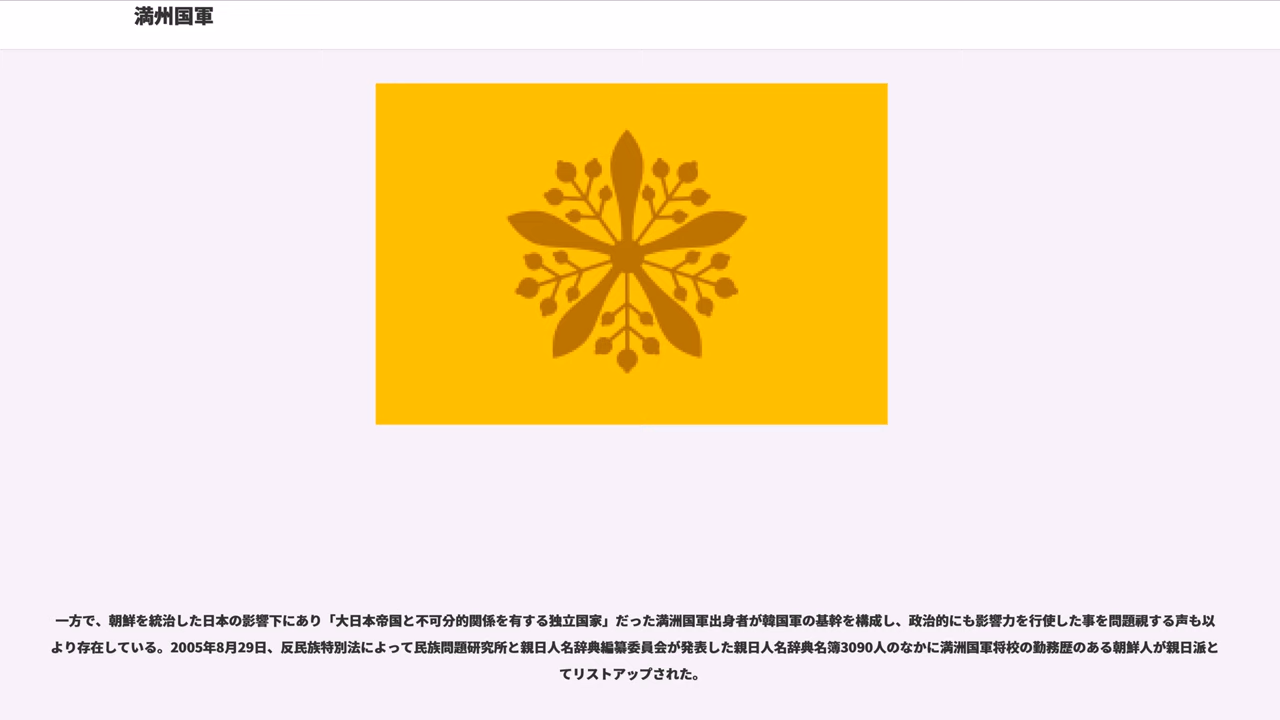 満州国軍
一方で、朝鮮を統治した日本の影響下にあり「大日本帝国と不可分的関係を有する独立国家」だった満洲国軍出身者が韓国軍の基幹を構成し、政治的にも影響力を行使した事を問題視する声も以
より存在している。2005年8月29日、反民族特別法によって民族問題研究所と親日人名辞典編纂委員会が発表した親日人名辞典名簿3090人のなかに満洲国軍将校の勤務歴のある朝鮮人が親日派と
てリストアップされた。